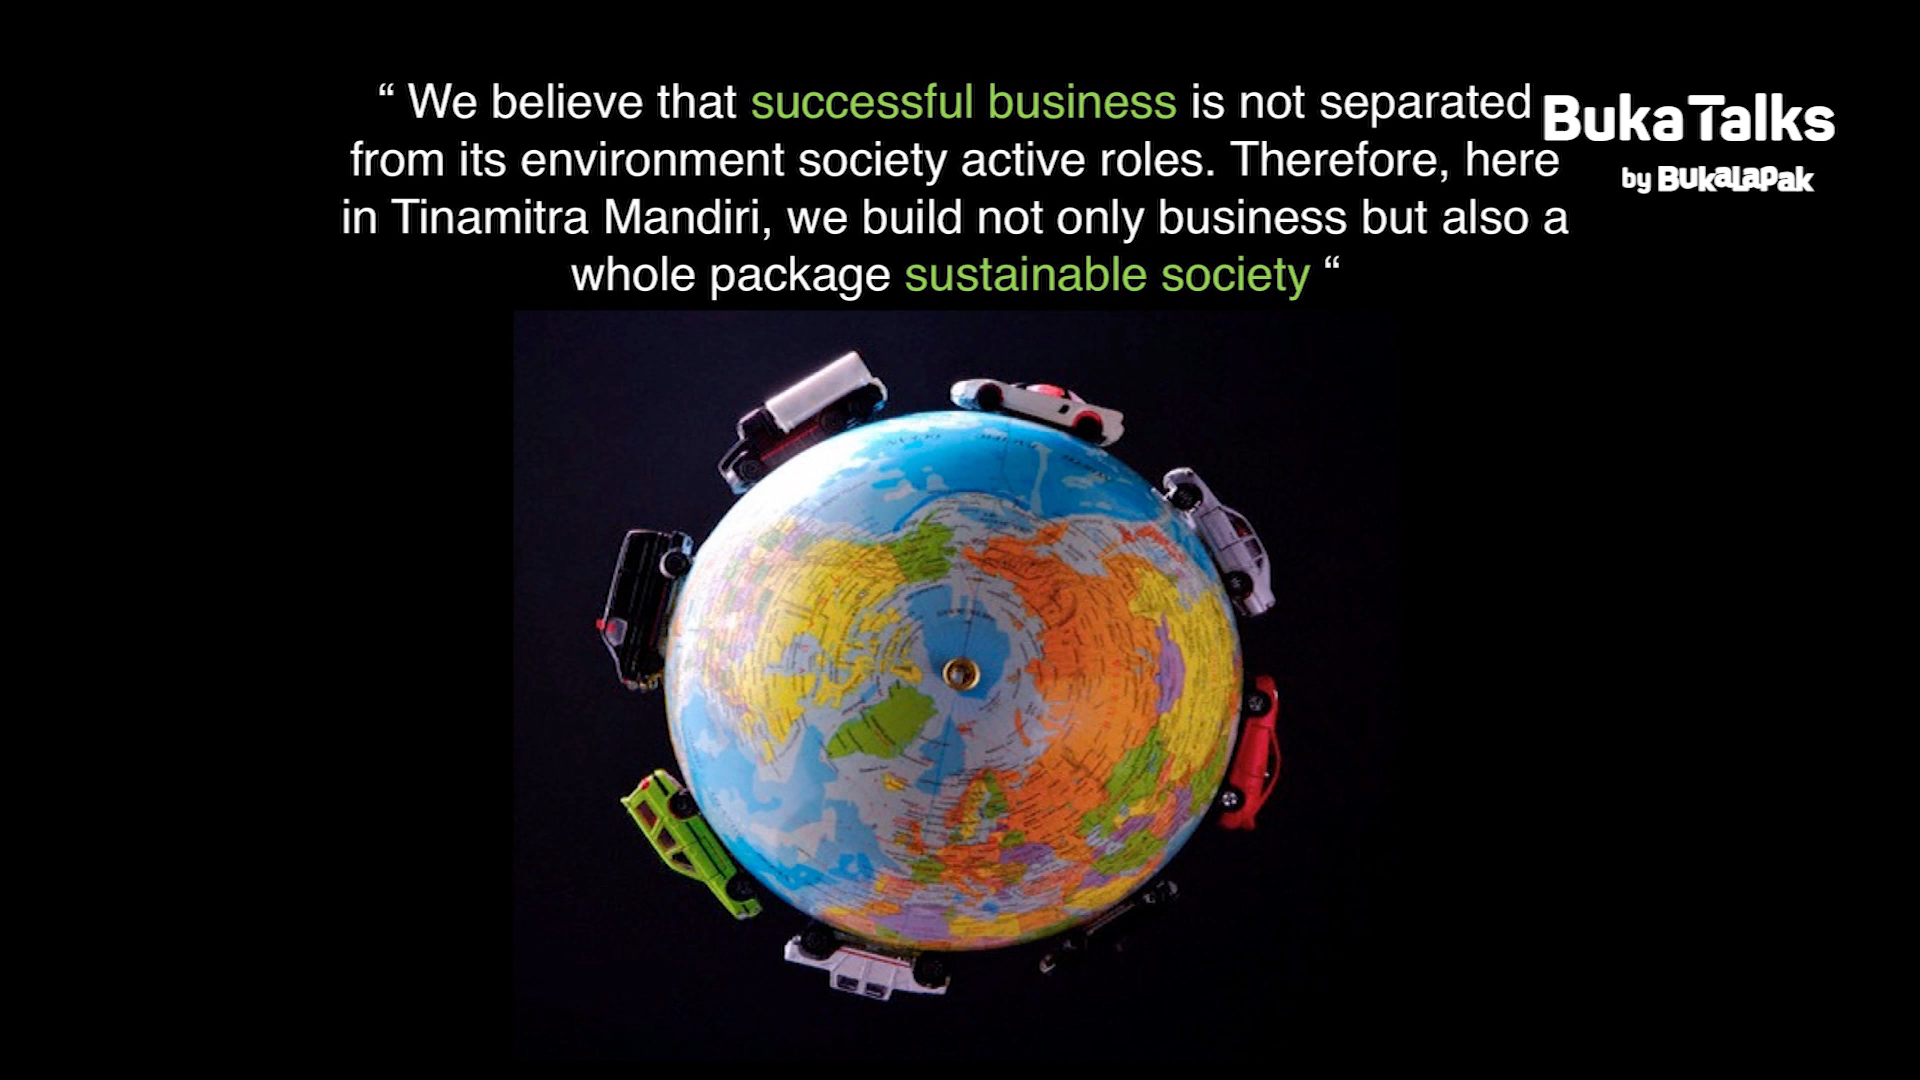 “ We believe that successful business is not separated
from its environment society active roles. Therefore, here
in Tinamitra Mandiri, we build not only business but also a
whole package sustainable society “
BukaTalks
by BukaLapak